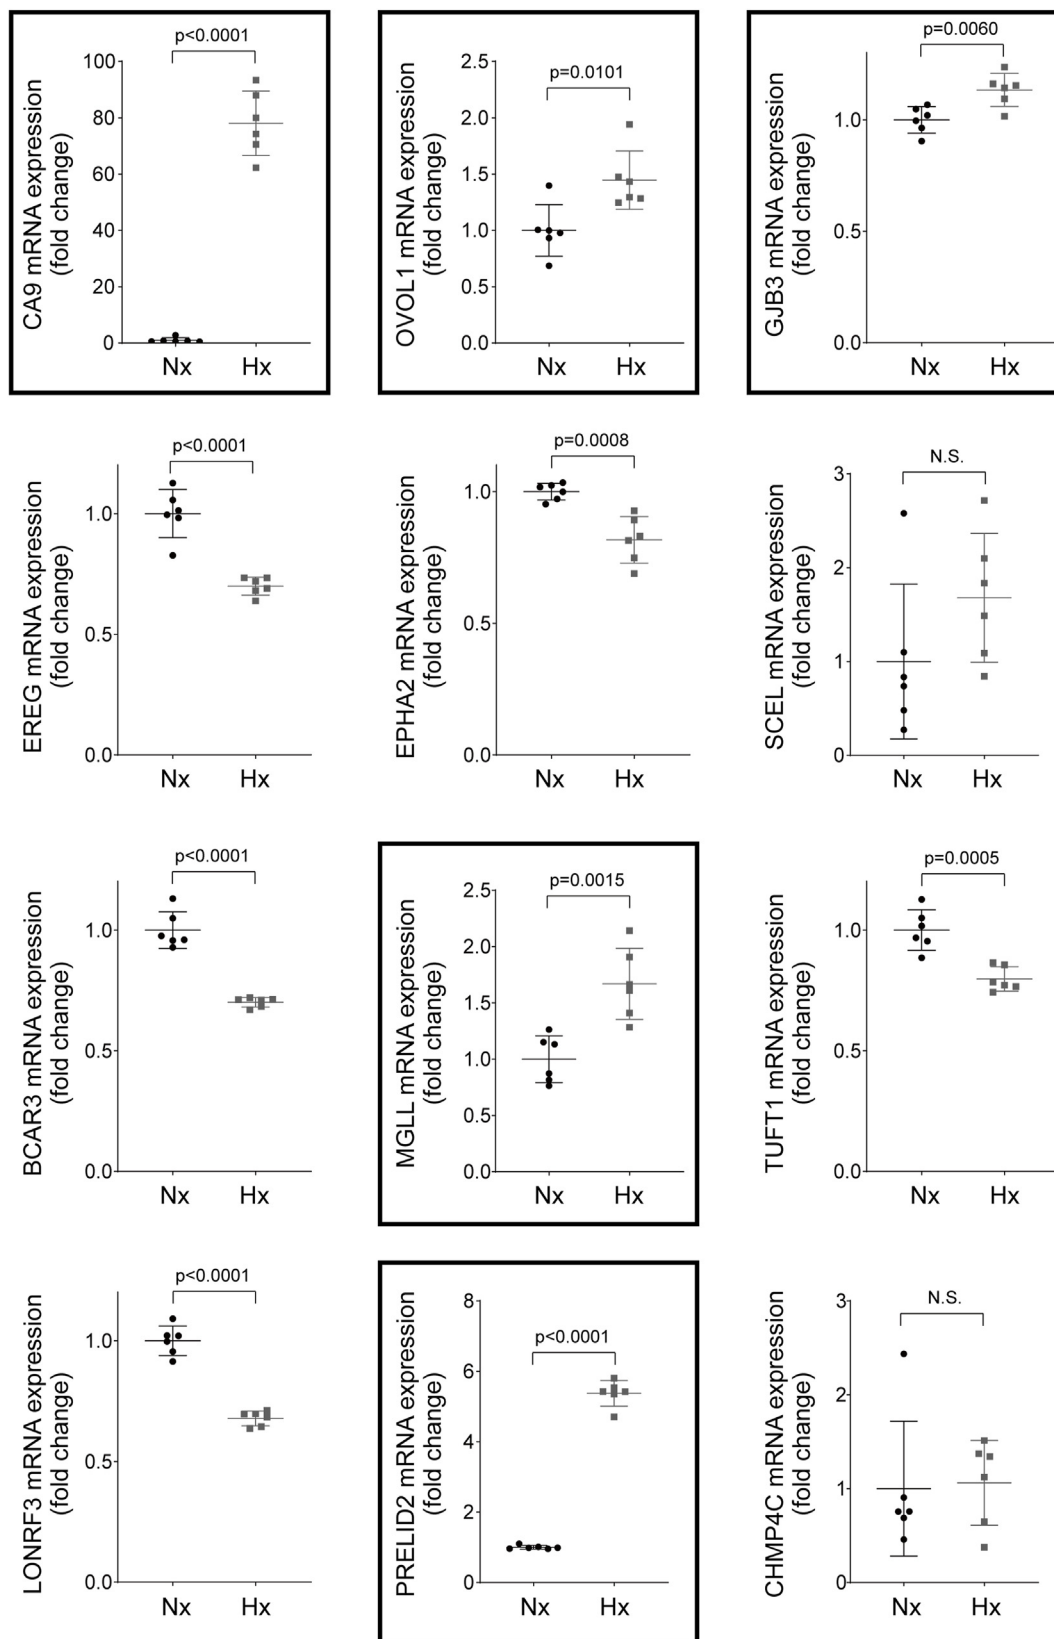 p<0.0001
CA9 mRNA expression
(fold change)
100
80
60
40
20
0
Nx Hx
p=0.0101
OVOL1 mRNA expression
(fold change)
2.5
2.0
1.5
1.0
0.5
0.0
Nx Hx
p=0.0060
GJB3 mRNA expression
(fold change)
1.0
0.5
0.0
Nx Hx
p<0.0001
EREG mRNA expression
(fold change)
1.0
0.5
0.0
Nx Hx
p=0.0008
EPHA2 mRNA expression
(fold change)
1.0
0.5
0.0
Nx Hx
N.S.
SCEL mRNA expression
(fold change)
3
2
1
0
Nx Hx
p<0.0001
BCAR3 mRNA expression
(fold change)
1.0
0.5
0.0
Nx Hx
p=0.0015
MGLL mRNA expression
(fold change)
2.5
2.0
1.5
1.0
0.5
0.0
Nx Hx
p=0.0005
TUFT1 mRNA expression
(fold change)
1.0
0.5
0.0
Nx Hx
p<0.0001
LONRF3 mRNA expression
(fold change)
1.0
0.5
0.0
Nx Hx
p<0.0001
PRELID2 mRNA expression
(fold change)
8
6
4
2
0
Nx Hx
N.S.
CHMP4C mRNA expression
(fold change)
3
2
1
0
Nx Hx